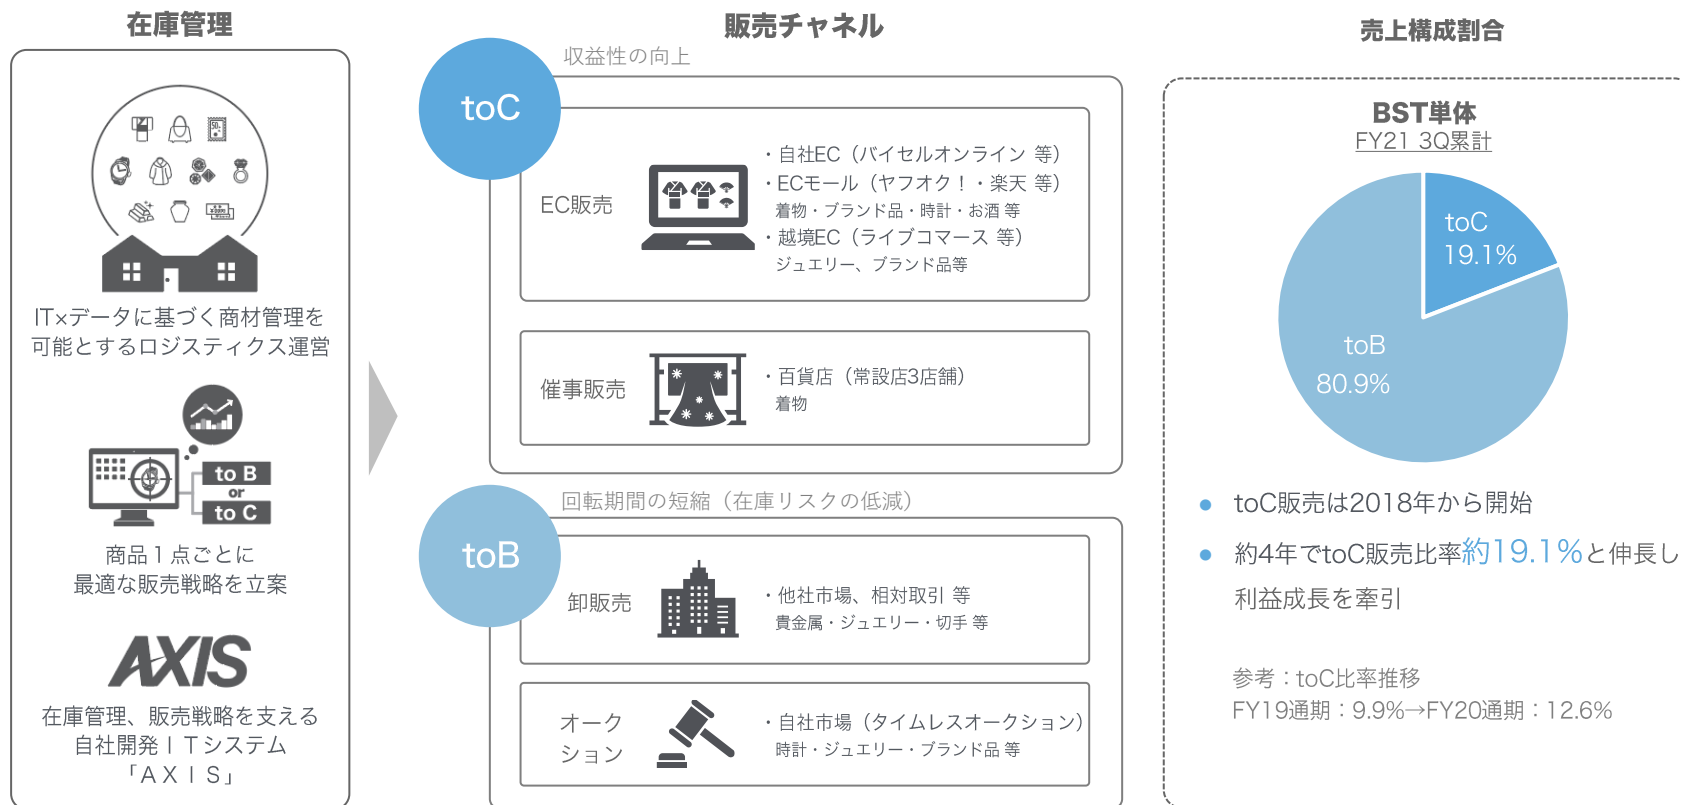 在庫管理
IT×データに基づく商材管理を
可能とするロジスティクス運営
to B
or
to C
商品１点ごとに
最適な販売戦略を立案
AXIS
在庫管理、販売戦略を支える
自社開発ＩＴシステム
「ＡＸＩＳ」
販売チャネル
toC
収益性の向上
EC販売
・自社EC（バイセルオンライン 等）
・ECモール（ヤフオク！・楽天 等）
着物・ブランド品・時計・お酒 等
・越境EC（ライブコマース 等）
ジュエリー、ブランド品等
催事販売
・百貨店（常設店3店舗）
着物
toB
回転期間の短縮（在庫リスクの低減）
卸販売
・他社市場、相対取引 等
貴金属・ジュエリー・切手 等
オーク
ション
・自社市場（タイムレスオークション）
時計・ジュエリー・ブランド品 等
売上構成割合
BST単体
FY21 3Q累計
toC
19.1%
toB
80.9%
● toC販売は2018年から開始
● 約4年でtoC販売比率約19.1%と伸長し
利益成長を牽引
参考：toC比率推移
FY19通期：9.9%→FY20通期：12.6%